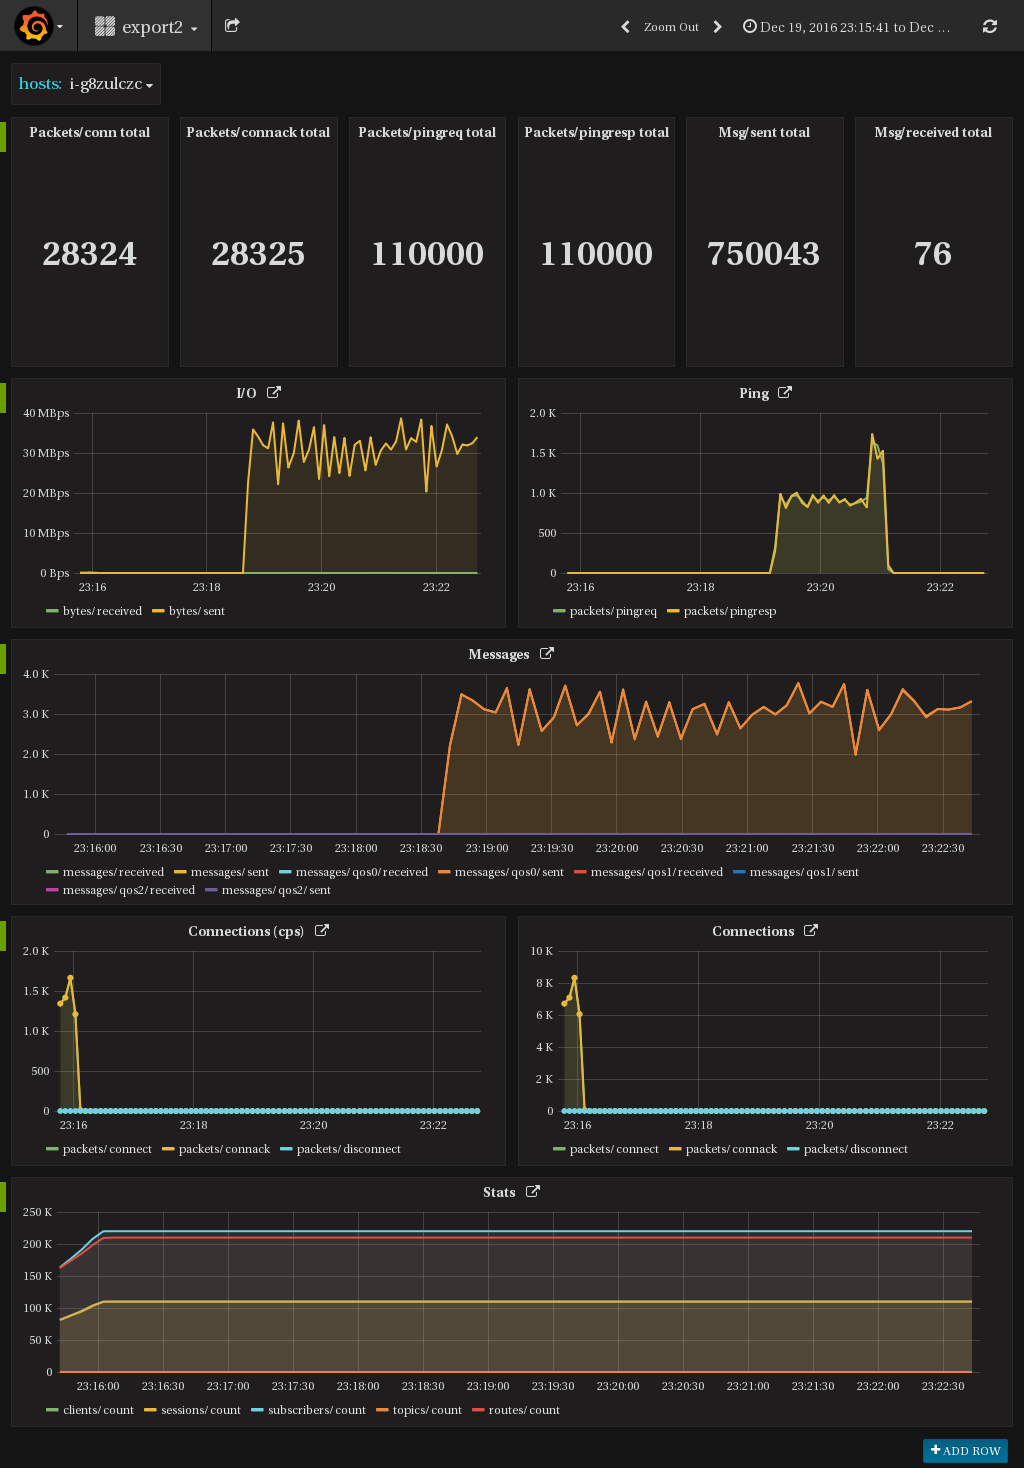 export2
Zoom Out
Dec 19, 2016 23:15:41 to Dec ...
hosts: i-g8zulczc
Packets/conn total
Packets/connack total
Packets/pingreq total
Packets/pingresp total
Msg/sent total
Msg/received total
28324
28325
110000
110000
750043
76
I/O
40 MBps
30 MBps
20 MBps
10 MBps
0 Bps
23:16 23:18 23:20 23:22
bytes/received bytes/sent
Ping
2.0 K
1.5 K
1.0 K
500
0
23:16 23:18 23:20 23:22
packets/pingreq packets/pingresp
Messages
4.0 K
3.0 K
2.0 K
1.0 K
0
23:16:00 23:16:30 23:17:00 23:17:30 23:18:00 23:18:30 23:19:00 23:19:30 23:20:00 23:20:30 23:21:00 23:21:30 23:22:00 23:22:30
messages/received messages/sent messages/qos0/received messages/qos0/sent messages/qos1/received messages/qos1/sent
messages/qos2/received messages/qos2/sent
Connections (cps)
2.0 K
1.5 K
1.0 K
500
0
23:16 23:18 23:20 23:22
packets/connect packets/connack packets/disconnect
Connections
10 K
8 K
6 K
4 K
2 K
0
23:16 23:18 23:20 23:22
packets/connect packets/connack packets/disconnect
Stats
250 K
200 K
150 K
100 K
50 K
0
23:16:00 23:16:30 23:17:00 23:17:30 23:18:00 23:18:30 23:19:00 23:19:30 23:20:00 23:20:30 23:21:00 23:21:30 23:22:00 23:22:30
clients/count sessions/count subscribers/count topics/count routes/count
ADD ROW